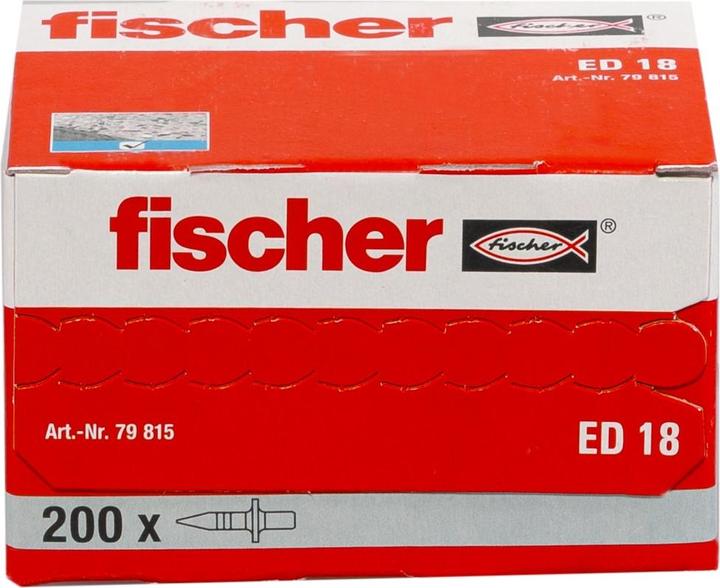 fischer fischer ®
ED 18
Art.-Nr. 79 815
fischer fischer ®
Art.-Nr. 79 815 ED 18
200 x